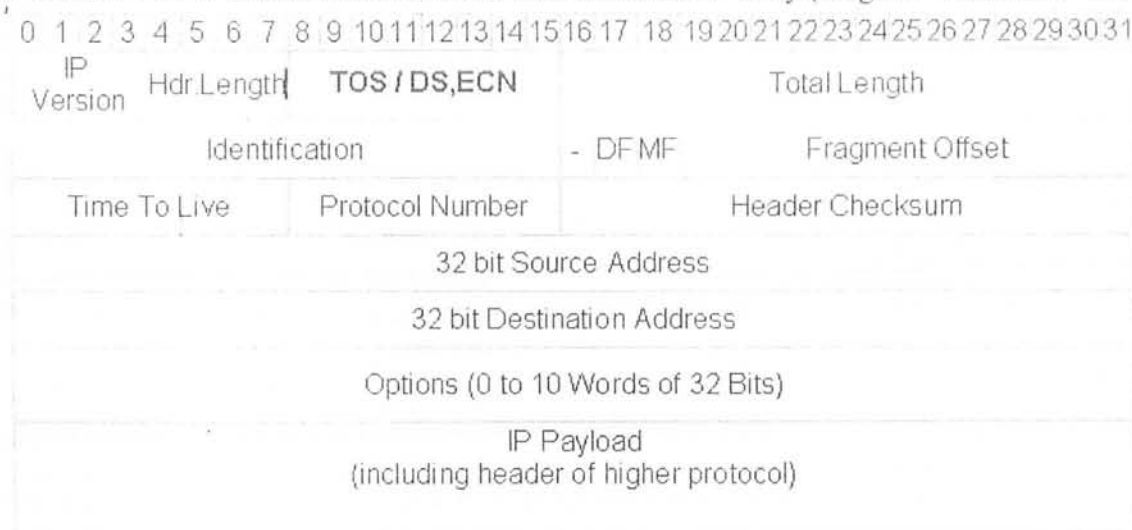 0 1 2 3 4 5 6 7 8 9 10 11 12 13 14 15 16 17 18 19 20 21 22 23 24 25 26 27 28 29 30 31
IP Version Hdr.Length TOS / DS,ECN Total Length
Identification - DF MF Fragment Offset
Time To Live Protocol Number Header Checksum
32 bit Source Address
32 bit Destination Address
Options (0 to 10 Words of 32 Bits)
IP Payload
(including header of higher protocol)